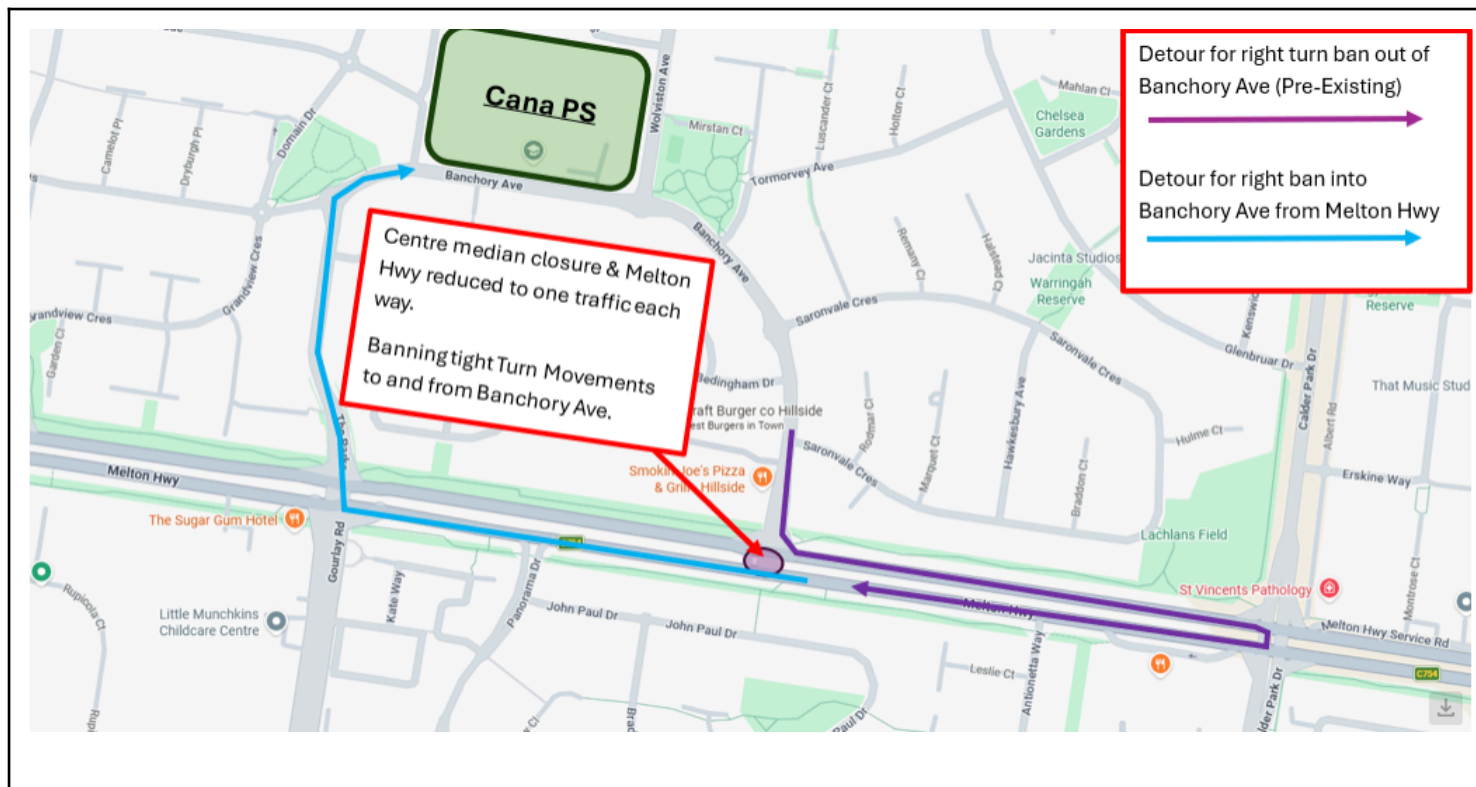 Detour for right turn ban out of
Banchory Ave (Pre-Existing)
Detour for right ban into
Banchory Ave from Melton Hwy
Cana PS
Centre median closure & Melton
Hwy reduced to one traffic each
way.
Banning tight Turn Movements
to and from Banchory Ave.
Camelot Pl
Dryburgh Pl
Domain Dr
Wolviston Ave
Mirstan Ct
Luscander Ct
Holton Ct
Mahlan Cl
Chelsea
Gardens
Banchory Ave
Tormorvey Ave
Banchory Ave
Remany Ct
Halstead Cl
Jacinta Studios
Warringah
Reserve
Grandview Cres
Grandview Cres
Garden Ct
Saronvale Cres
Saronvale Cres
Reserve
Glenbruar Dr
Calder Park Dr
Albert Rd
That Music Stud
Bedingham Dr
raft Burger co Hillside
est Burgers in Town
Saronvale Cres
Rodmar Cl
Marquet Ct
Hawkesbury Ave
Braddon Ct
Hulme Ct
Erskine Way
Smokin Joe's Pizza
& Grill Hillside
Melton Hwy
The Sugar Gum Hotel
Gourlay Rd
Lachlans Field
St Vincents Pathology
Montrose Ct
Melton Hwy
Melton Hwy Service Rd
C754
Rupicola Ct
Little Munchkins
Childcare Centre
Kate Way
Panorama Dr
John Paul Dr
John Paul Dr
Leslie Ct
Antionetta Way
C754
lder Park Dr
Paul Dr